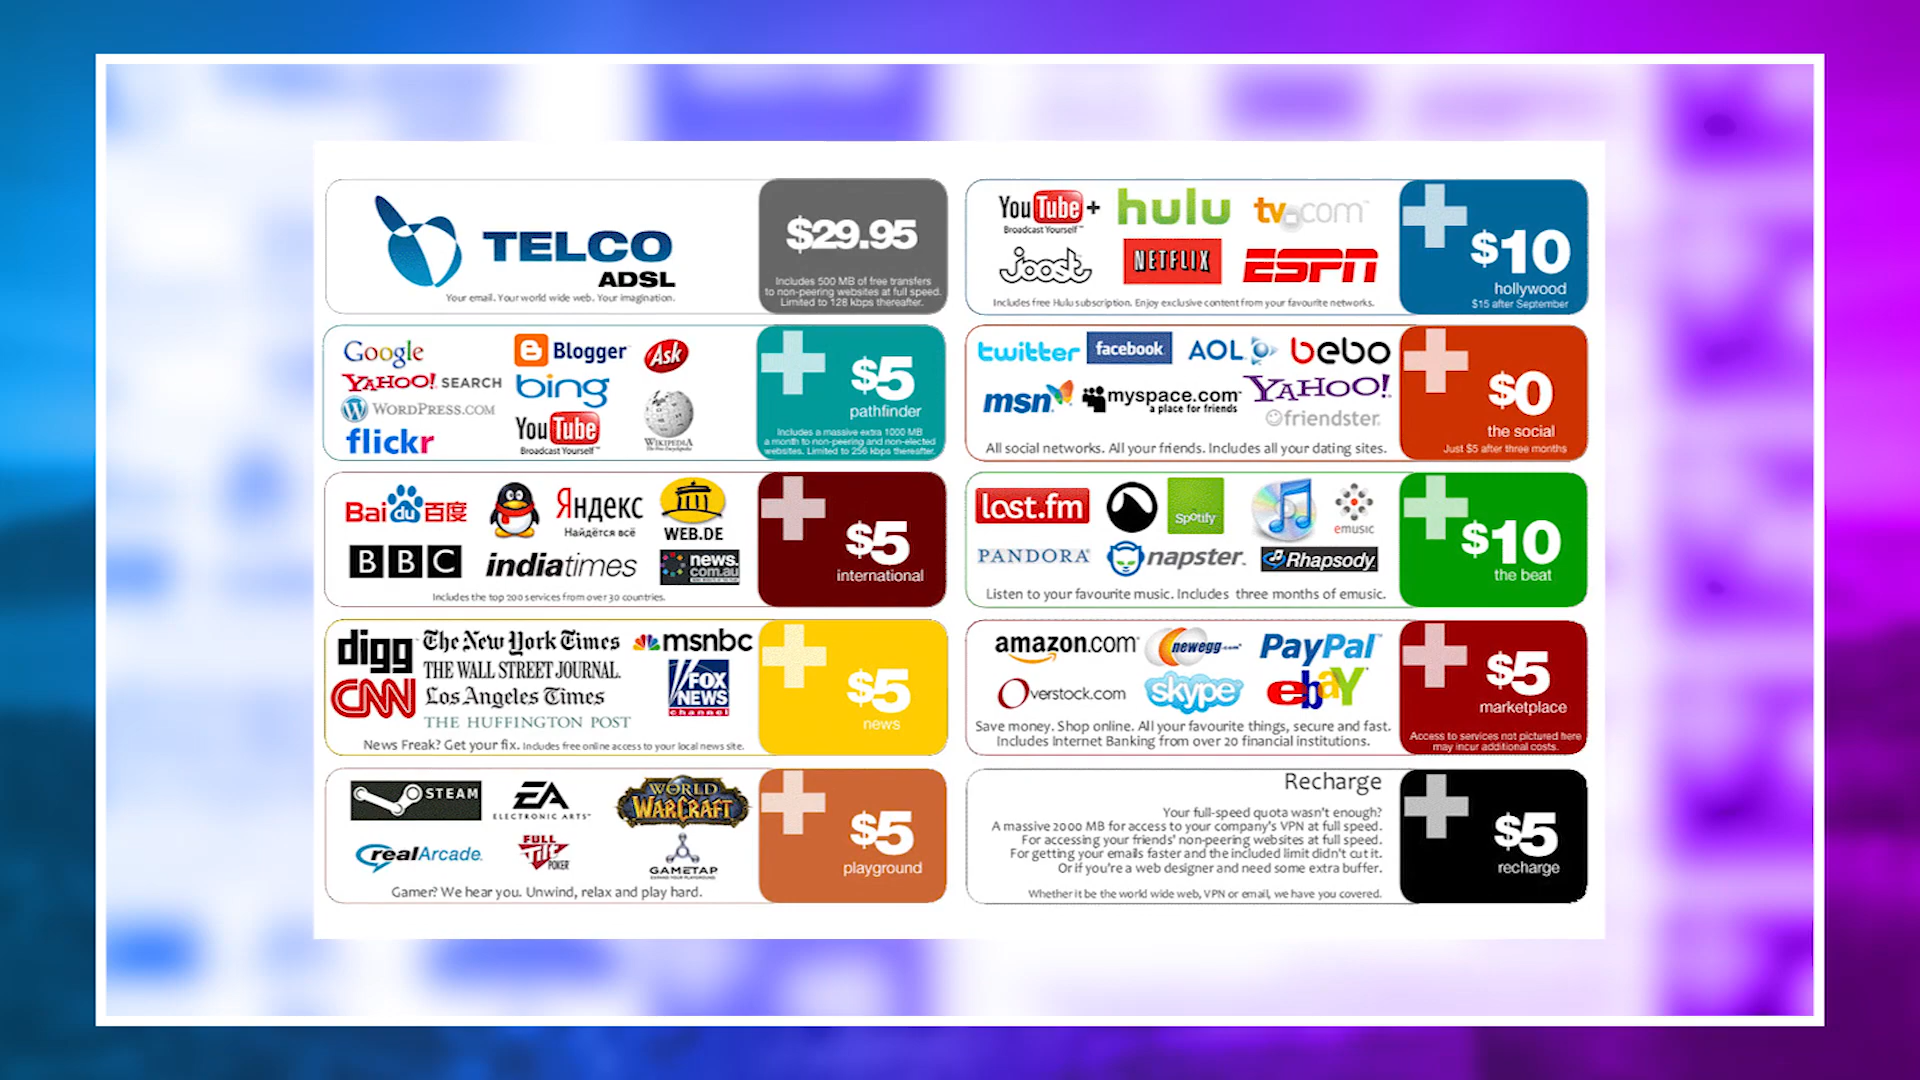 TELCO
ADSL
Your email. Your world wide web. Your imagination.
$29.95
Includes 500 MB of free transfers
to non-peering websites at full speed.
Limited to 128 kbps thereafter.
YouTube+
Broadcast Yourself™
hulu
tv.com™
Joost™
NETFLIX
ESPN
Includes free Hulu subscription. Enjoy exclusive content from your favourite networks.
+
$10
hollywood
$15 after September
Google
Blogger™
Ask
YAHOO! SEARCH
bing
WORDPRESS.COM
YouTube
Broadcast Yourself™
flickr
WIKIPEDIA
The Free Encyclopedia
+
$5
pathfinder
Includes a massive extra 1000 MB
a month to non-peering and non-elected
websites. Limited to 256 kbps thereafter.
twitter
facebook
AOL
bebo
msn
myspace.com
a place for friends
YAHOO!
friendster.
All social networks. All your friends. Includes all your dating sites.
+
$0
the social
Just $5 after three months
Bai du 百度
Яндекс
Найдётся всё
WEB.DE
BBC
indiatimes
news.
com.au
Includes the top 200 services from over 30 countries.
+
$5
international
last.fm
Spotify
emusic
PANDORA
napster.
Rhapsody
Listen to your favourite music. Includes three months of emusic.
+
$10
the beat
digg™
The New York Times
msnbc
THE WALL STREET JOURNAL.
CNN
Los Angeles Times
FOX
NEWS
channel
THE HUFFINGTON POST
News Freak? Get your fix. Includes free online access to your local news site.
+
$5
news
amazon.com
newegg.com
PayPal™
Overstock.com
skype
ebay
Save money. Shop online. All your favourite things, secure and fast.
Includes Internet Banking from over 20 financial institutions.
+
$5
marketplace
Access to services not pictured here
may incur additional costs.
STEAM
EA
ELECTRONIC ARTS™
WORLD
WARCRAFT
realArcade.
FULL
TILT
POKER
GAMETAP
Gamer? We hear you. Unwind, relax and play hard.
+
$5
playground
Recharge
Your full-speed quota wasn't enough?
A massive 2000 MB for access to your company's VPN at full speed.
For accessing your friends' non-peering websites at full speed.
For getting your emails faster and the included limit didn't cut it.
Or if you're a web designer and need some extra buffer.
Whether it be the world wide web, VPN or email, we have you covered.
+
$5
recharge